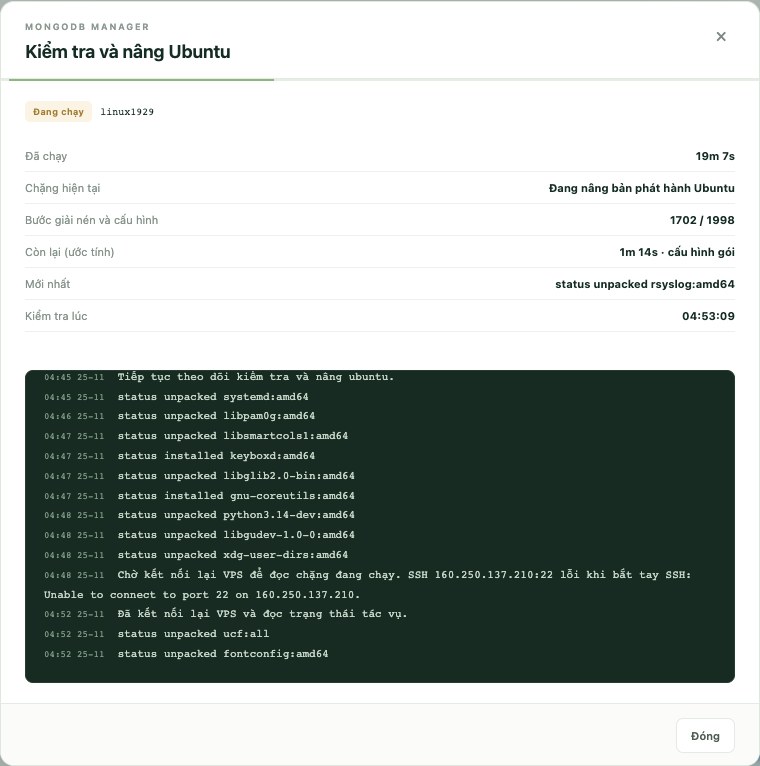 MONGODB MANAGER
Kiểm tra và nâng Ubuntu
Đang chạy linux1929
Đã chạy 19m 7s
Chặng hiện tại Đang nâng bản phát hành Ubuntu
Bước giải nén và cấu hình 1702 / 1998
Còn lại (ước tính) 1m 14s · cấu hình gói
Mới nhất status unpacked rsyslog:amd64
Kiểm tra lúc 04:53:09
04:45 25-11 Tiếp tục theo dõi kiểm tra và nâng ubuntu.
04:45 25-11 status unpacked systemd:amd64
04:46 25-11 status unpacked libpam0g:amd64
04:47 25-11 status unpacked libsmartcols1:amd64
04:47 25-11 status installed keyboxd:amd64
04:47 25-11 status unpacked libglib2.0-bin:amd64
04:47 25-11 status installed gnu-coreutils:amd64
04:48 25-11 status unpacked python3.14-dev:amd64
04:48 25-11 status unpacked libgudev-1.0-0:amd64
04:48 25-11 status unpacked xdg-user-dirs:amd64
04:48 25-11 Chờ kết nối lại VPS để đọc chặng đang chạy. SSH 160.250.137.210:22 lỗi khi bắt tay SSH:
Unable to connect to port 22 on 160.250.137.210.
04:52 25-11 Đã kết nối lại VPS và đọc trạng thái tác vụ.
04:52 25-11 status unpacked ucf:all
04:52 25-11 status unpacked fontconfig:amd64
Đóng